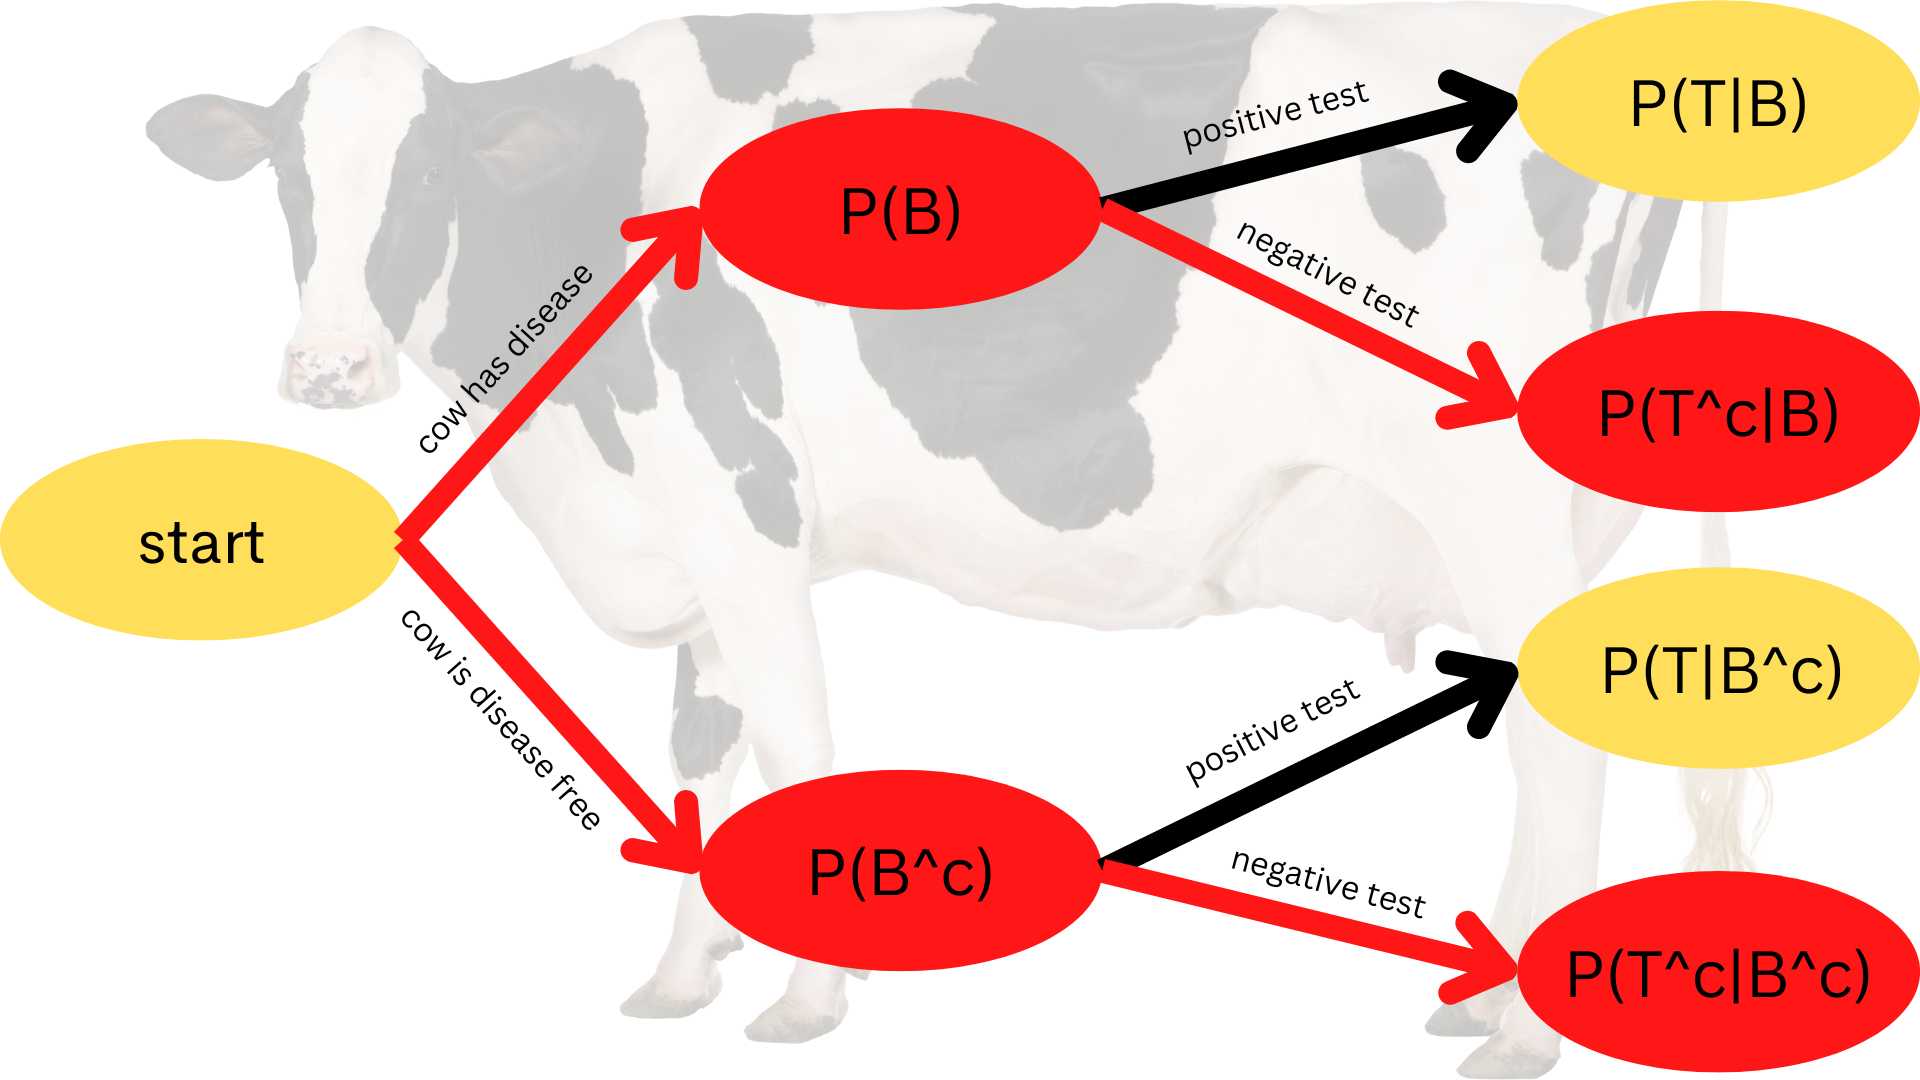 start
cow has disease
cow is disease free
P(B)
P(B^c)
positive test
negative test
positive test
negative test
P(T|B)
P(T^c|B)
P(T|B^c)
P(T^c|B^c)